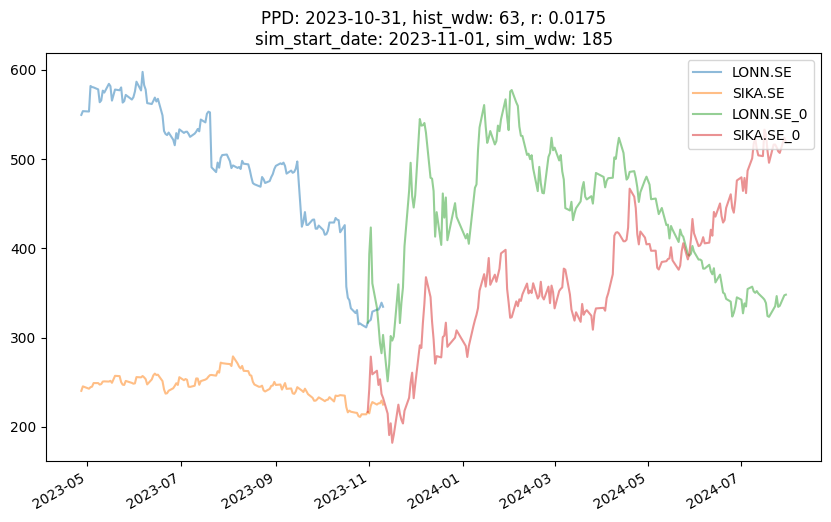 PPD: 2023-10-31, hist_wdw: 63, r: 0.0175
sim_start_date: 2023-11-01, sim_wdw: 185
LONN.SE
SIKA.SE
LONN.SE_0
SIKA.SE_0
600
500
400
300
200
2023-05
2023-07
2023-09
2023-11
2024-01
2024-03
2024-05
2024-07